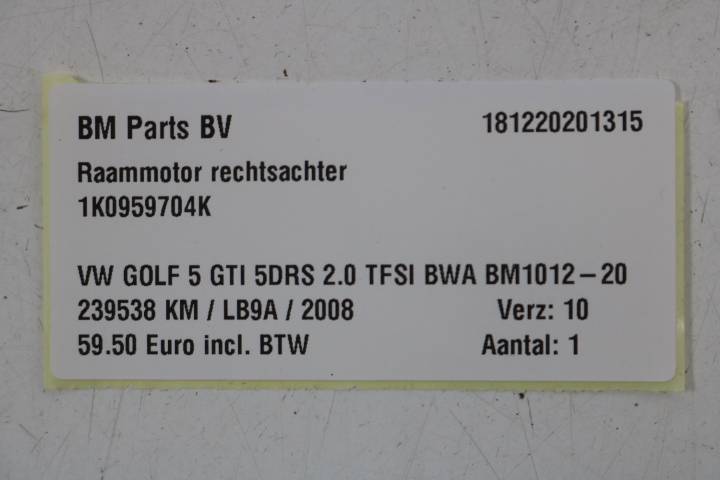 BM Parts BV 181220201315
Raammotor rechtsachter
1K0959704K
VW GOLF 5 GTI 5DRS 2.0 TFSI BWA BM1012-20
239538 KM / LB9A / 2008 Verz: 10
59.50 Euro incl. BTW Aantal: 1